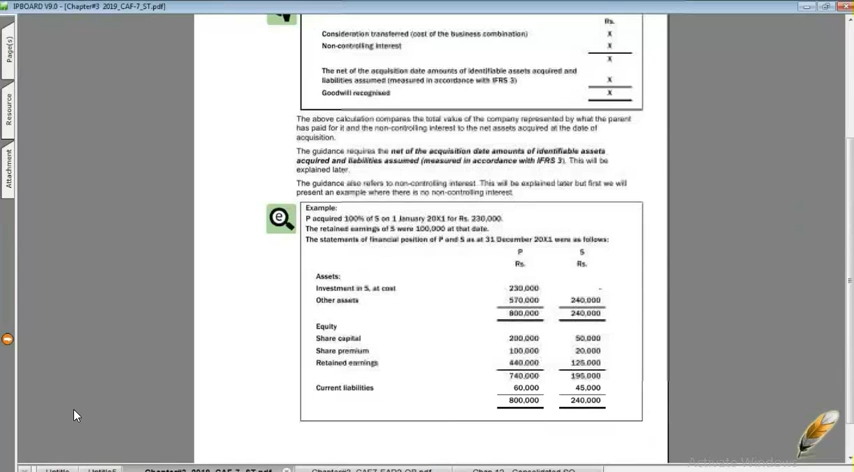 IPBOARD V9.0 - [Chapter#3 2019_CAF-7_ST.pdf]
Page(s)
Resource
Attachment
Rs.
Consideration transferred (cost of the business combination) X
Non-controlling interest X
X
The net of the acquisition date amounts of identifiable assets acquired and
liabilities assumed (measured in accordance with IFRS 3) X
Goodwill recognised X
The above calculation compares the total value of the company represented by what the parent
has paid for it and the non-controlling interest to the net assets acquired at the date of
acquisition.
The guidance requires the net of the acquisition date amounts of identifiable assets
acquired and liabilities assumed (measured in accordance with IFRS 3). This will be
explained later.
The guidance also refers to non-controlling interest. This will be explained later but first we will
present an example where there is no non-controlling interest.
Example:
P acquired 100% of S on 1 January 20X1 for Rs. 230,000.
The retained earnings of S were 100,000 at that date.
The statements of financial position of P and S as at 31 December 20X1 were as follows:
P S
Rs. Rs.
Assets:
Investment in S, at cost 230,000 -
Other assets 570,000 240,000
800,000 240,000
Equity
Share capital 200,000 50,000
Share premium 100,000 20,000
Retained earnings 440,000 125,000
740,000 195,000
Current liabilities 60,000 45,000
800,000 240,000
Activate Windows
Chapter#3 2019 CAF-7 ST.pdf